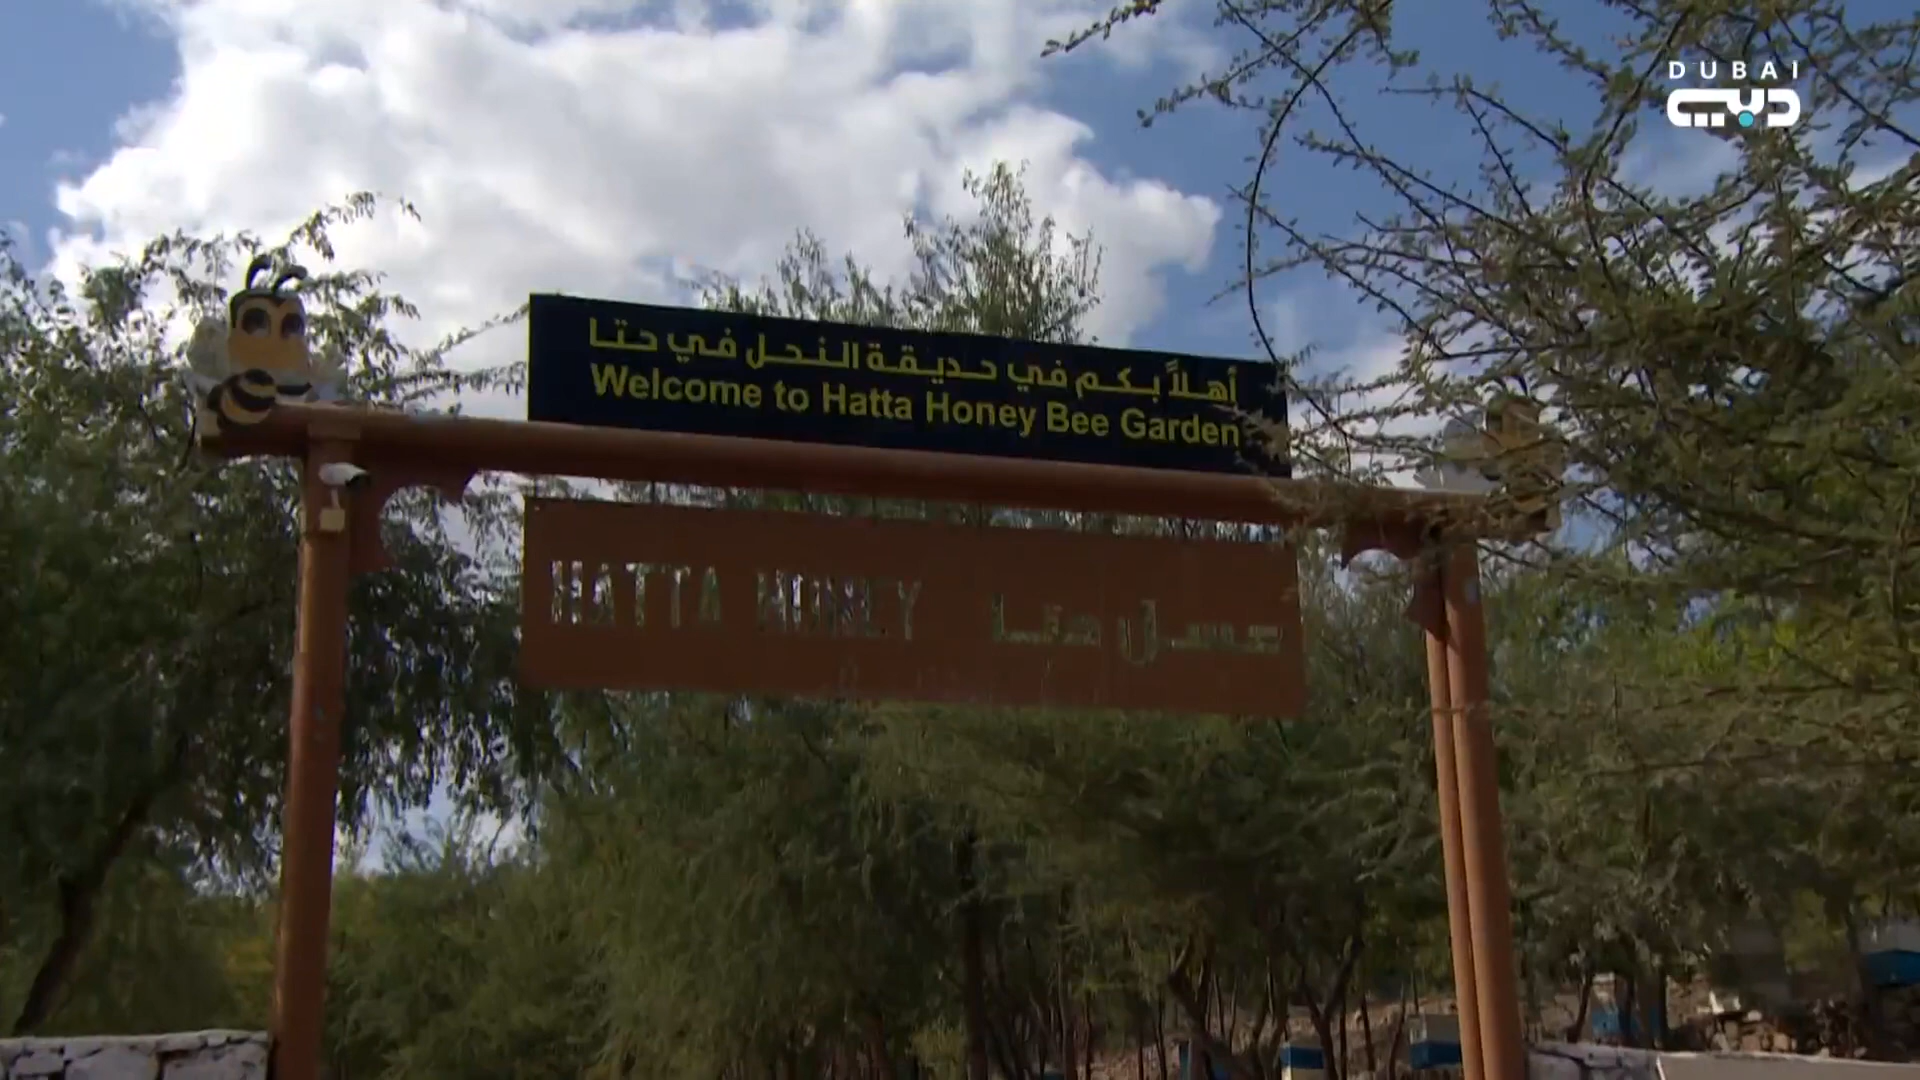 DUBAI
دبي
أهلاً بكم في حديقة النحل في حتا
Welcome to Hatta Honey Bee Garden
HATTA HONEY عسل حتا